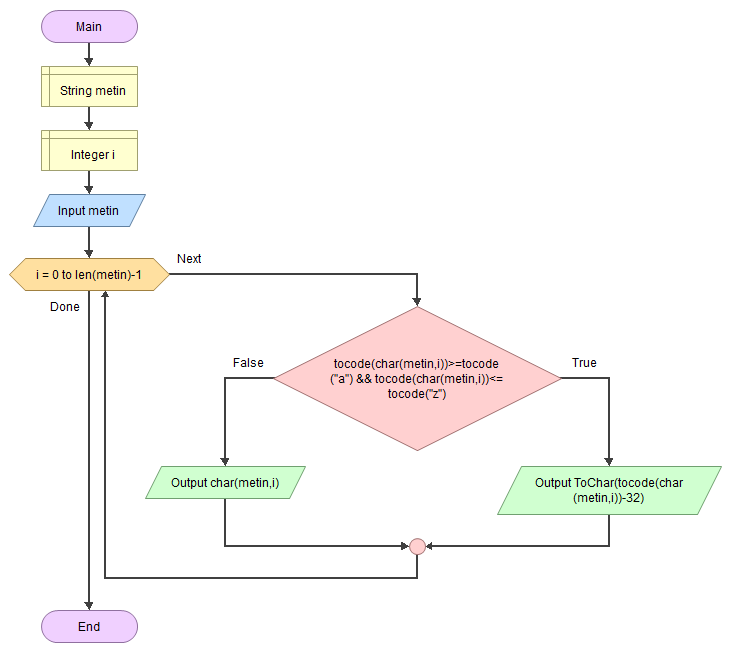 Main
String metin
Integer i
Input metin
i = 0 to len(metin)-1
Next
Done
tocode(char(metin,i))>=tocode
("a") && tocode(char(metin,i))<=
tocode("z")
False
True
Output char(metin,i)
Output ToChar(tocode(char
(metin,i))-32)
End